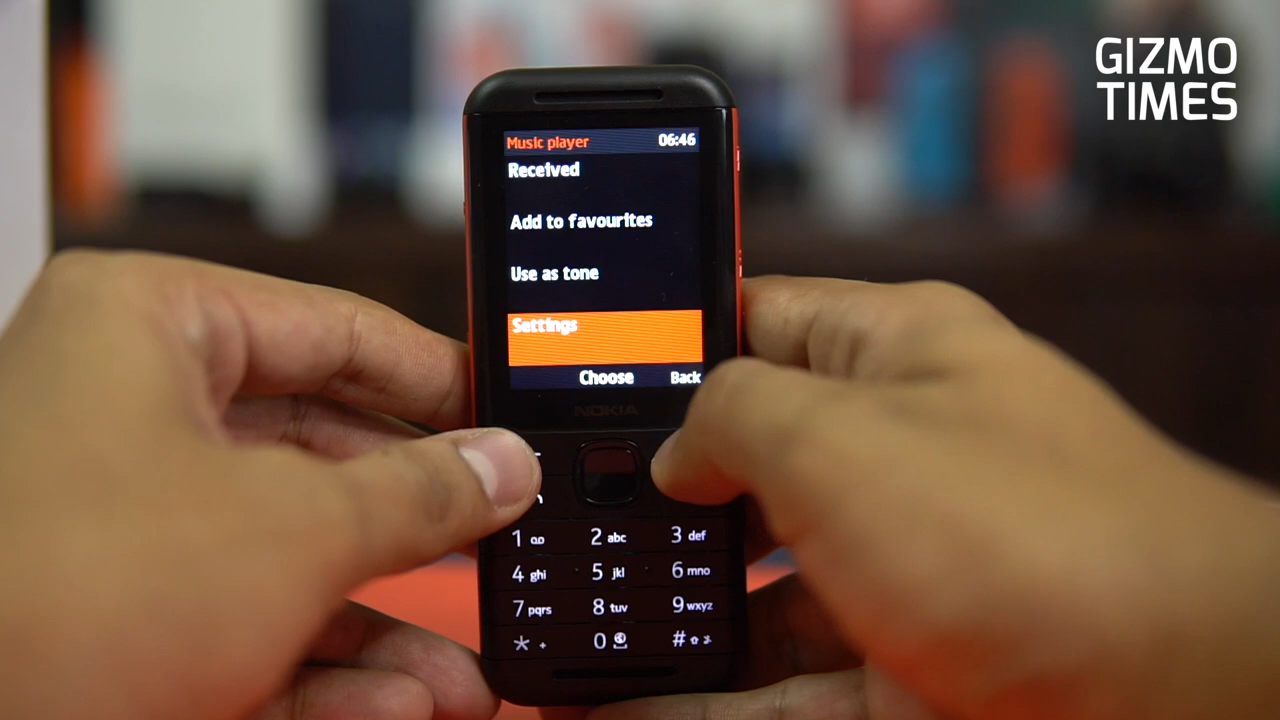 GIZMO
TIMES
Music player 06:46
Received
Add to favourites
Use as tone
Settings
Choose Back
NOKIA
1 2 abc 3 def
4 ghi 5 jkl 6 mno
7 pqrs 8 tuv 9 wxyz
* + 0 #